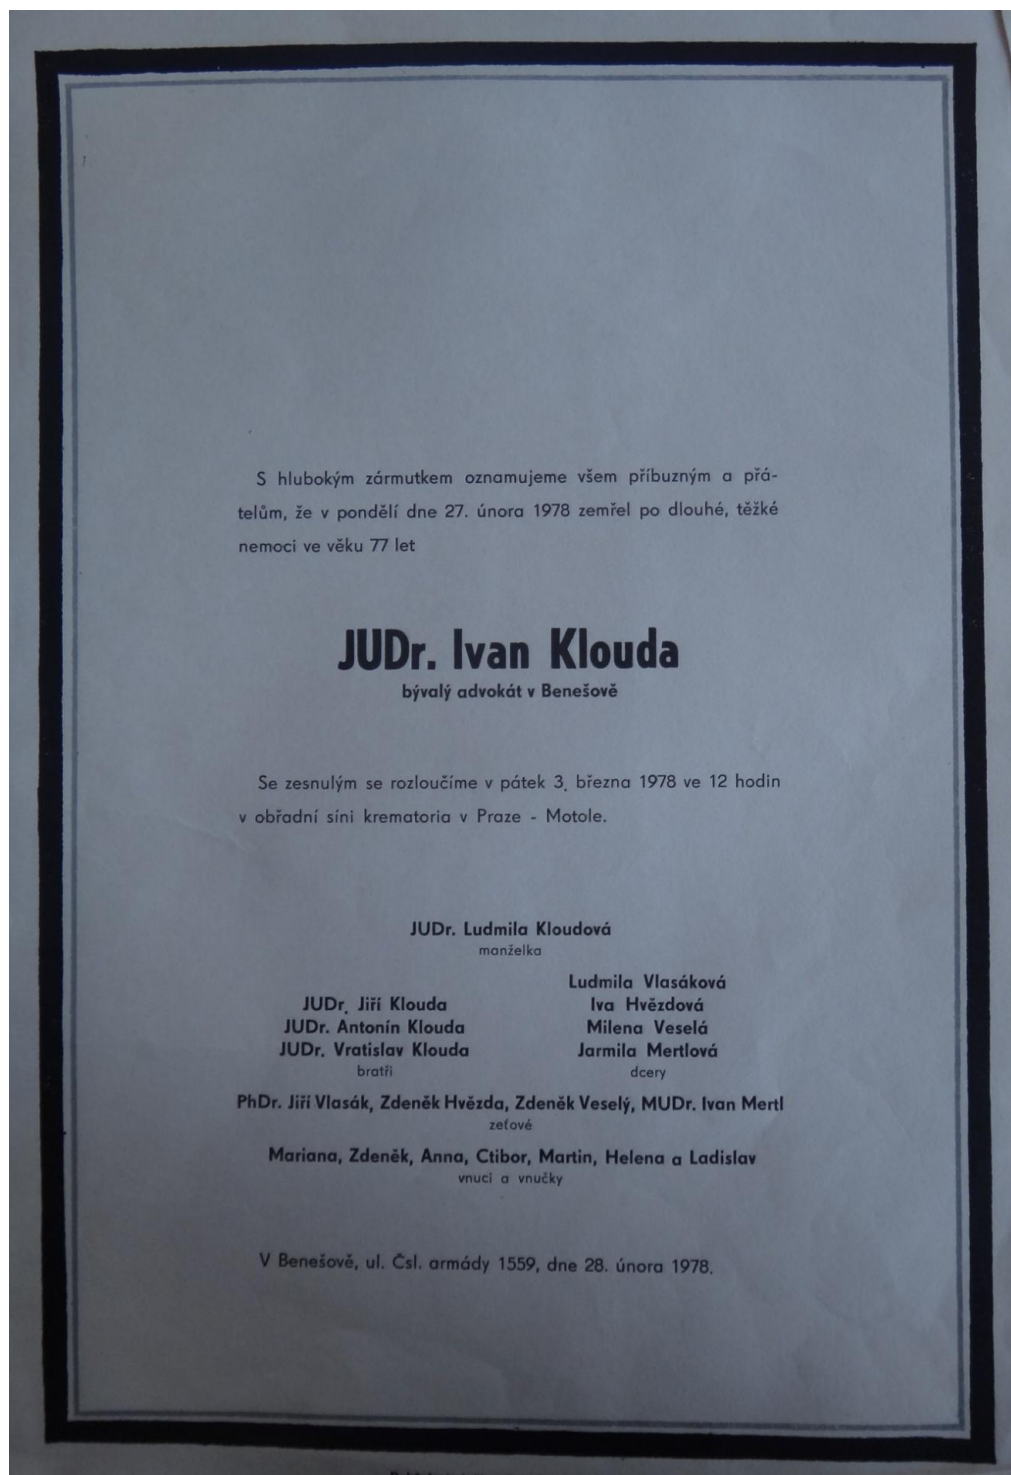 S hlubokým zármutkem oznamujeme všem příbuzným a přá-
telům, že v pondělí dne 27. února 1978 zemřel po dlouhé, těžké
nemoci ve věku 77 let
JUDr. Ivan Klouda
bývalý advokát v Benešově
Se zesnulým se rozloučíme v pátek 3. března 1978 ve 12 hodin
v obřadní síni krematoria v Praze - Motole.
JUDr. Ludmila Kloudová
manželka
JUDr. Jiří Klouda
JUDr. Antonín Klouda
JUDr. Vratislav Klouda
bratři
Ludmila Vlasáková
Iva Hvězdová
Milena Veselá
Jarmila Mertlová
dcery
PhDr. Jiří Vlasák, Zdeněk Hvězda, Zdeněk Veselý, MUDr. Ivan Mertl
zeťové
Mariana, Zdeněk, Anna, Ctibor, Martin, Helena a Ladislav
vnuci a vnučky
V Benešově, ul. Čsl. armády 1559, dne 28. února 1978.